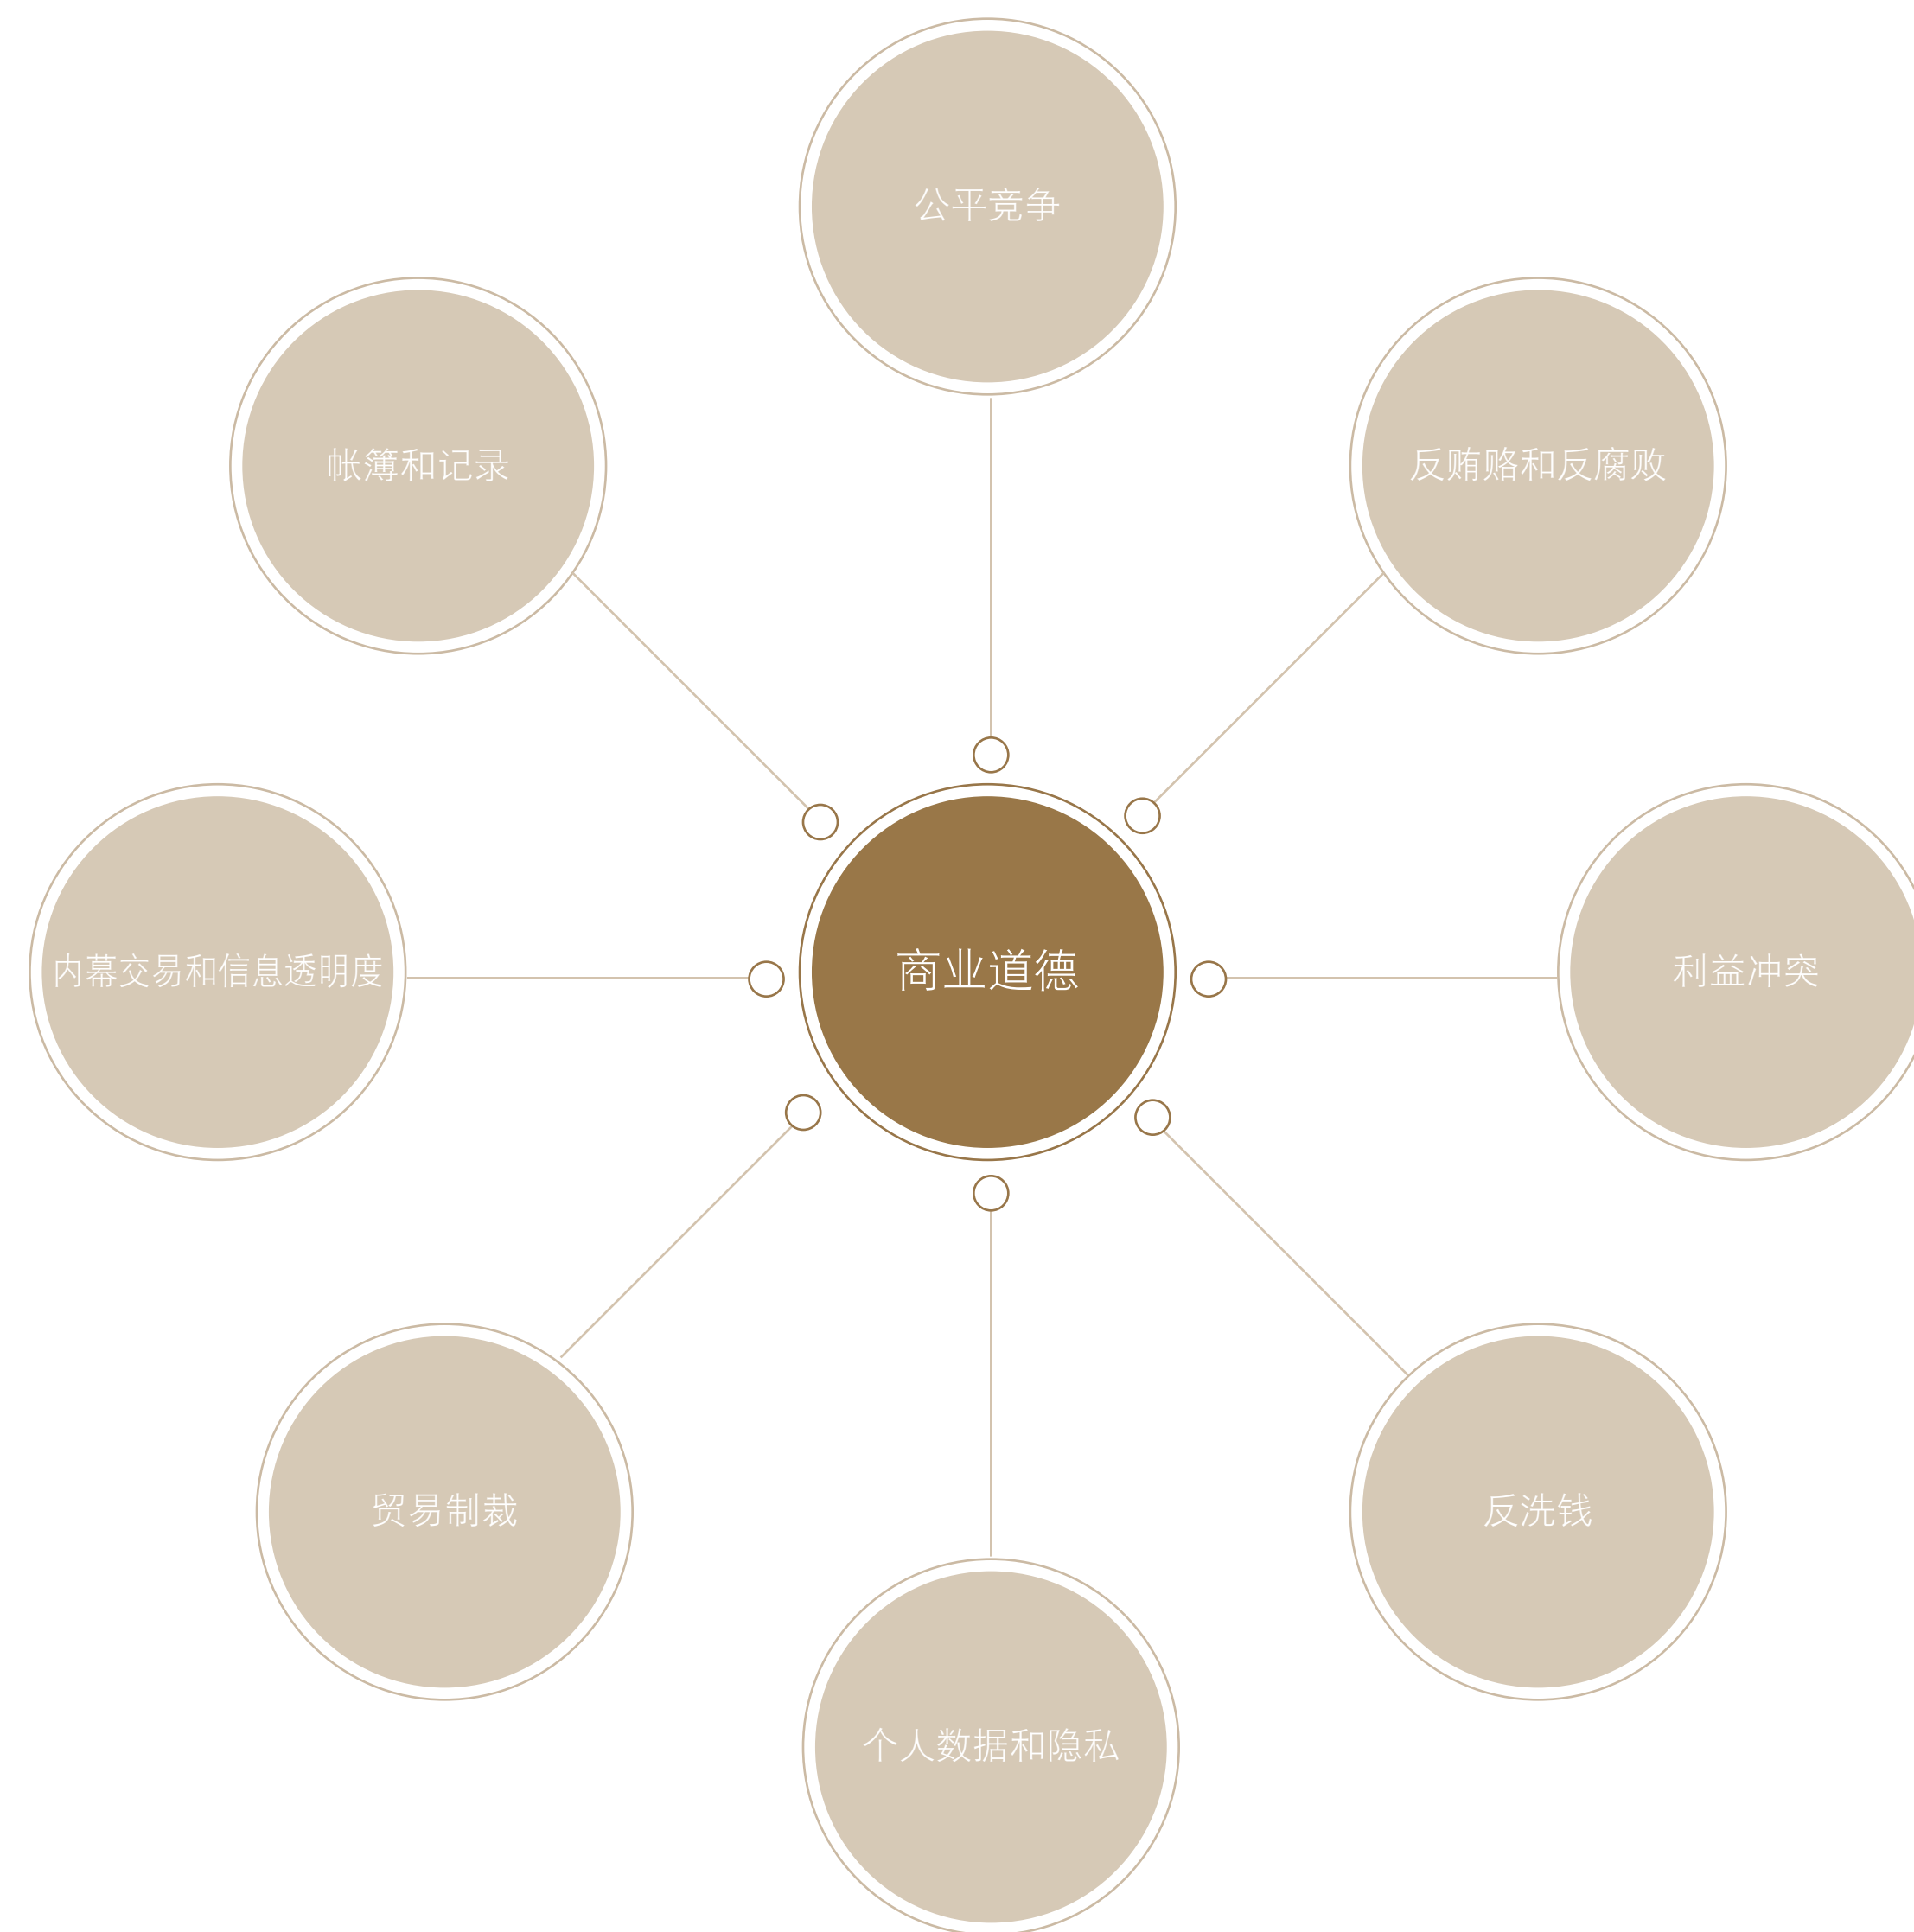 公平竞争
帐簿和记录
反贿赂和反腐败
内幕交易和信息透明度
商业道德
利益冲突
贸易制裁
反洗钱
个人数据和隐私